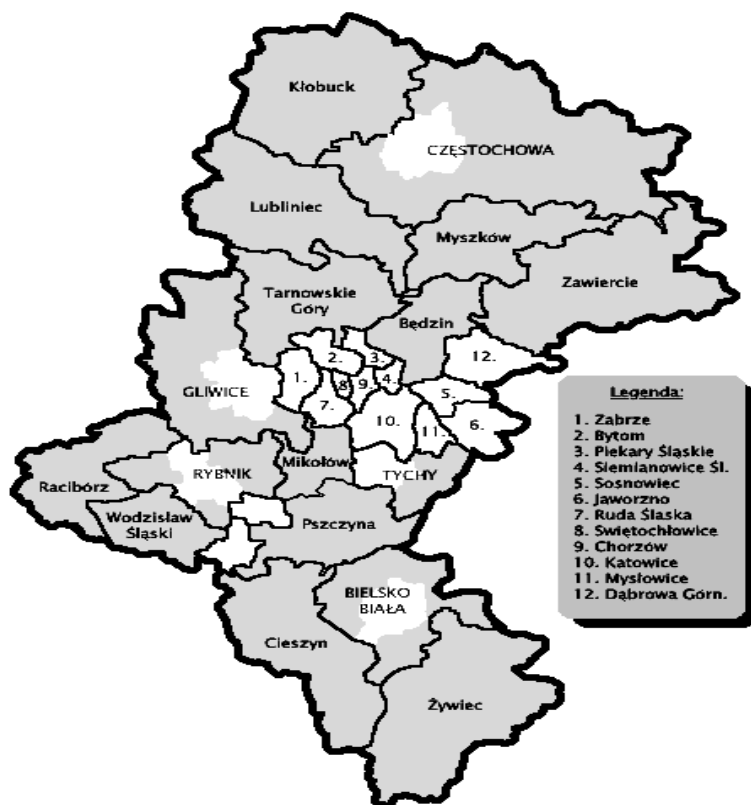 Kłobuck
CZĘSTOCHOWA
Lubliniec
Myszków
Zawiercie
Tarnowskie
Góry
Będzin
2.
3.
12.
1.
8
9.
4.
GLIWICE
7.
5.
10.
11.
6.
Mikołów
RYBNIK
TYCHY
Racibórz
Wodzisław
Śląski
Pszczyna
BIELSKO
BIAŁA
Cieszyn
Żywiec
Legenda:
1. Zabrze
2. Bytom
3. Piekary Śląskie
4. Siemianowice Śl.
5. Sosnowiec
6. Jaworzno
7. Ruda Śląska
8. Swiętochłowice
9. Chorzów
10. Katowice
11. Mysłowice
12. Dąbrowa Górn.